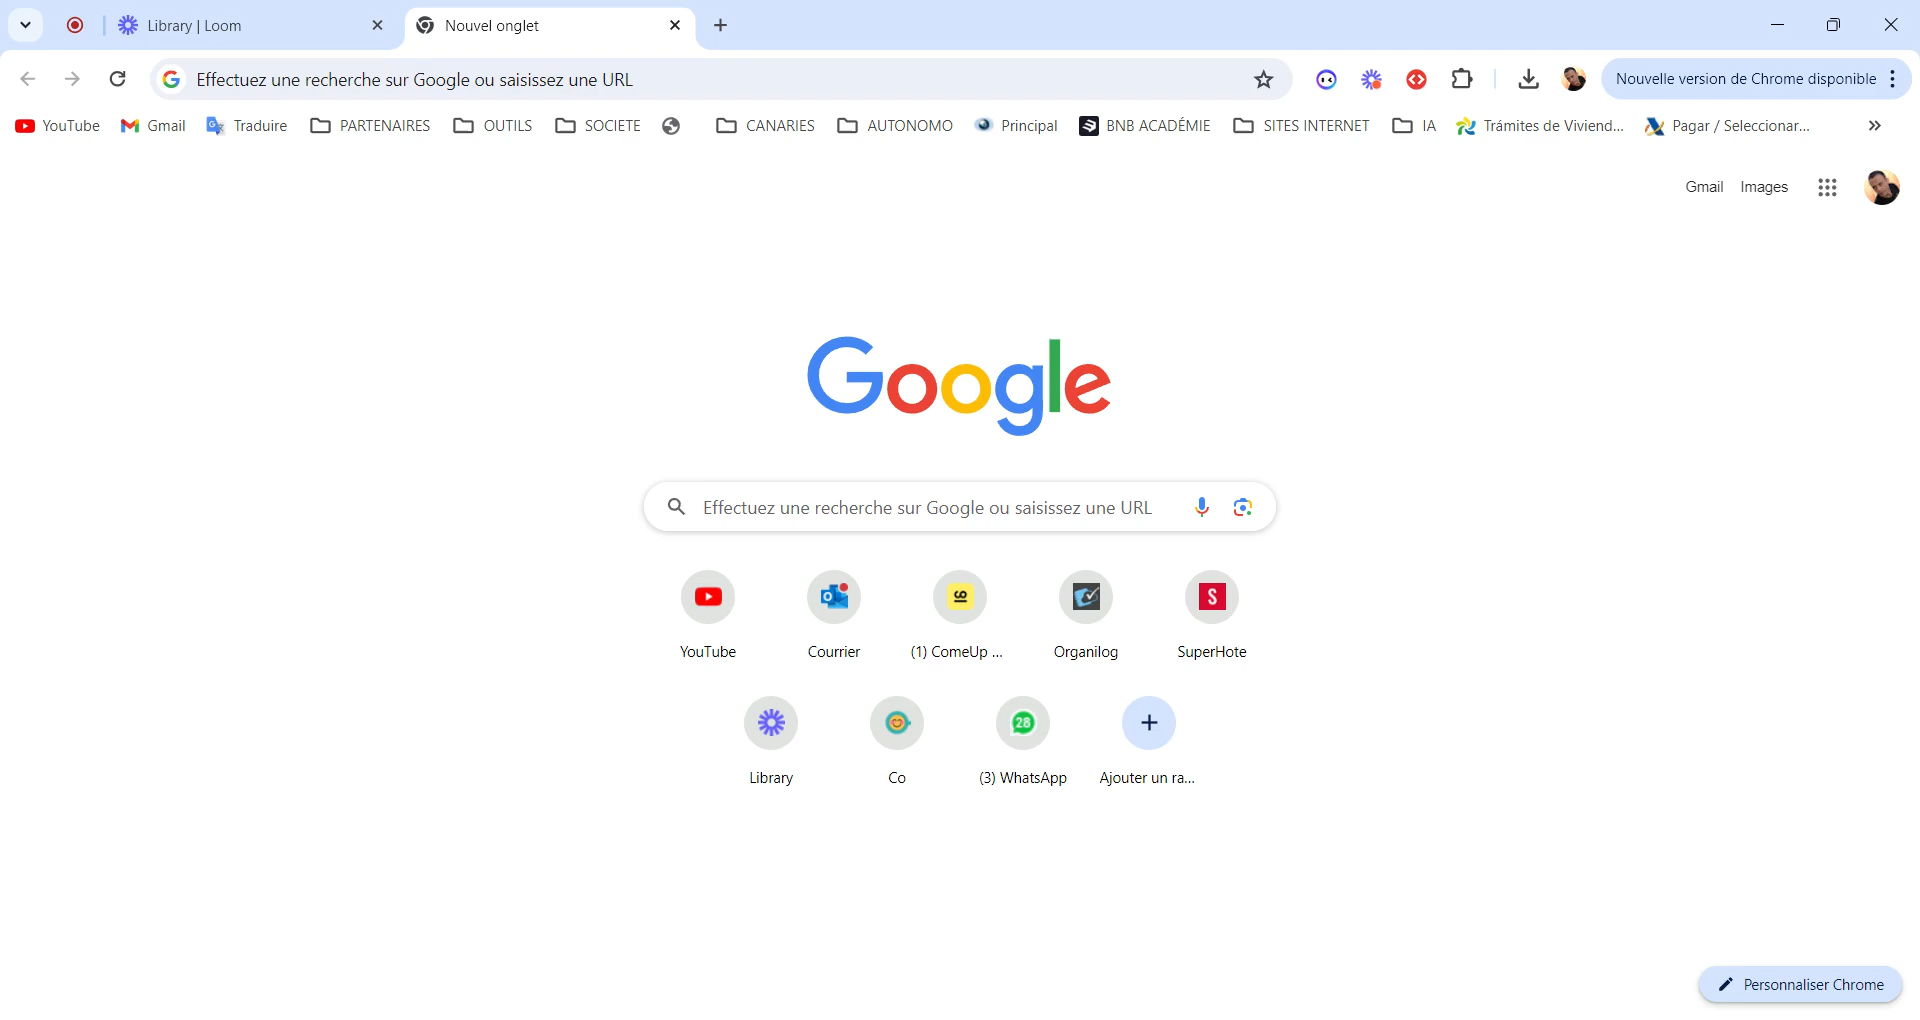 Library | Loom
Nouvel onglet
Effectuez une recherche sur Google ou saisissez une URL
Nouvelle version de Chrome disponible
YouTube
Gmail
Traduire
PARTENAIRES
OUTILS
SOCIETE
CANARIES
AUTONOMO
Principal
BNB ACADÉMIE
SITES INTERNET
IA
Trámites de Viviend...
Pagar / Seleccionar...
Gmail
Images
Google
Effectuez une recherche sur Google ou saisissez une URL
S
YouTube
Courrier
(1) ComeUp ...
Organilog
SuperHote
28
Library
Co
(3) WhatsApp
Ajouter un ra...
Personnaliser Chrome